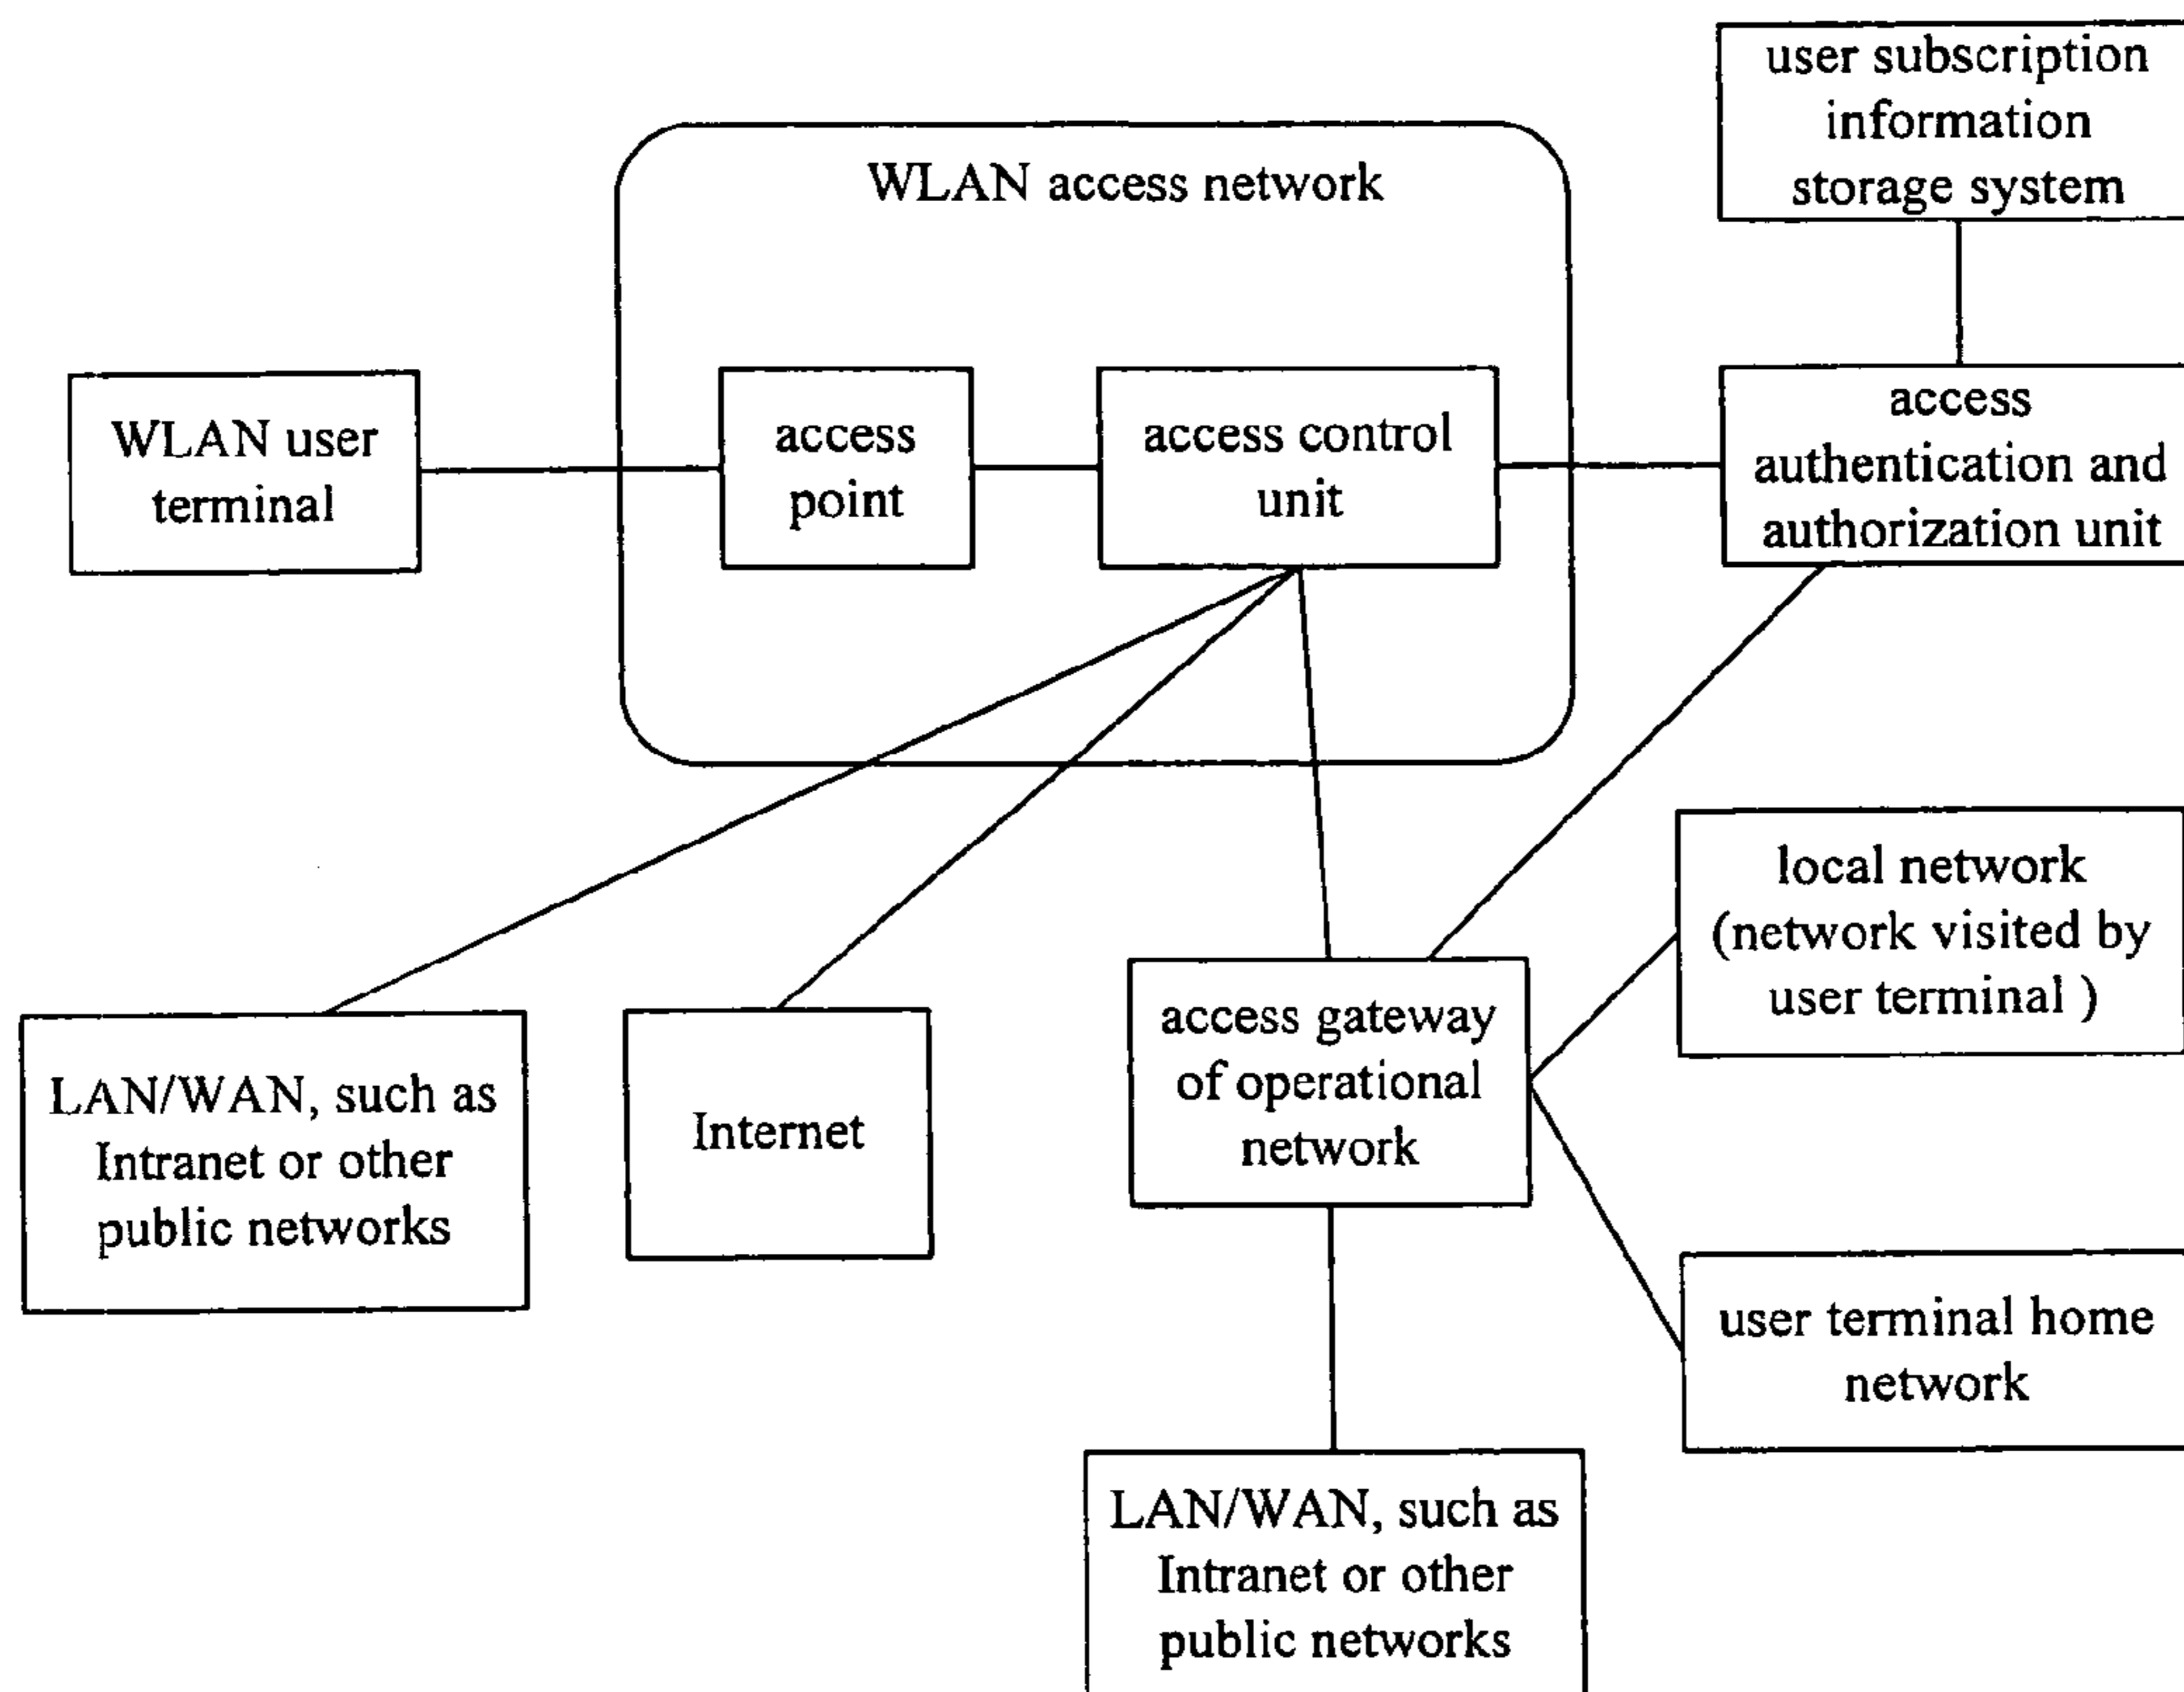 user subscription
information
storage system
WLAN access network
WLAN user
terminal
access
point
access control
unit
access
authentication and
authorization unit
local network
(network visited by
user terminal )
LAN/WAN, such as
Intranet or other
public networks
Internet
access gateway
of operational
network
user terminal home
network
LAN/WAN, such as
Intranet or other
public networks